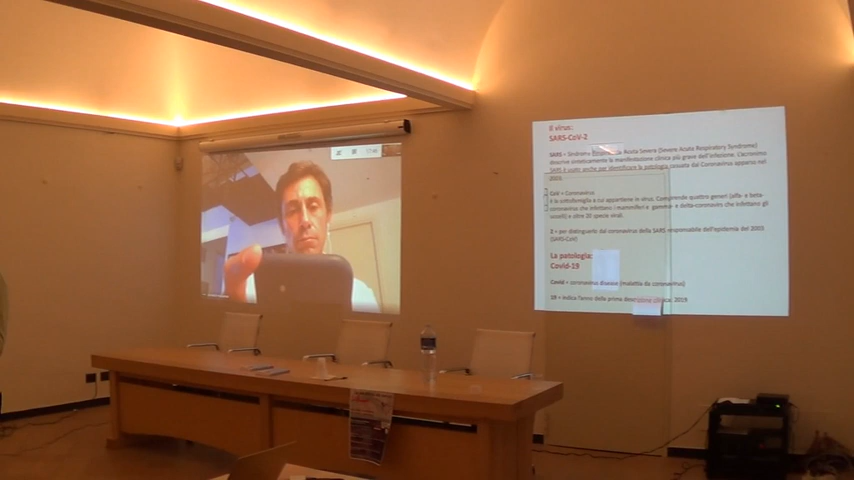 Il virus:
SARS-CoV-2
SARS = Sindrome Acuta Severa (Severe Acute Respiratory Syndrome)
descrive sinteticamente la manifestazione clinica più grave dell'infezione. L'acronimo
SARS è usato anche per identificare la patologia causata dal Coronavirus apparso nel
2003.
CoV = Coronavirus
è la sottofamiglia a cui appartiene in virus. Comprende quattro generi (alfa- e beta-
coronavirus che infettano i mammiferi e gamma- e delta-coronavirus che infettano gli
uccelli) e oltre 20 specie virali.
2 = per distinguerlo dal coronavirus della SARS responsabile dell'epidemia del 2003
(SARS-CoV)
La patologia:
Covid-19
Covid = coronavirus disease (malattia da coronavirus)
19 = indica l'anno della prima descrizione clinica: 2019